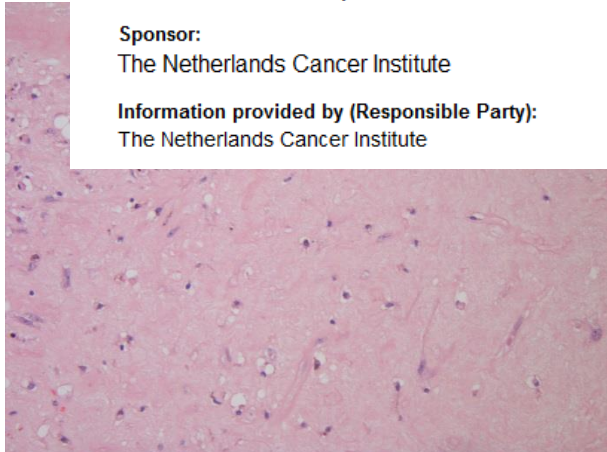 Sponsor:
The Netherlands Cancer Institute
Information provided by (Responsible Party):
The Netherlands Cancer Institute